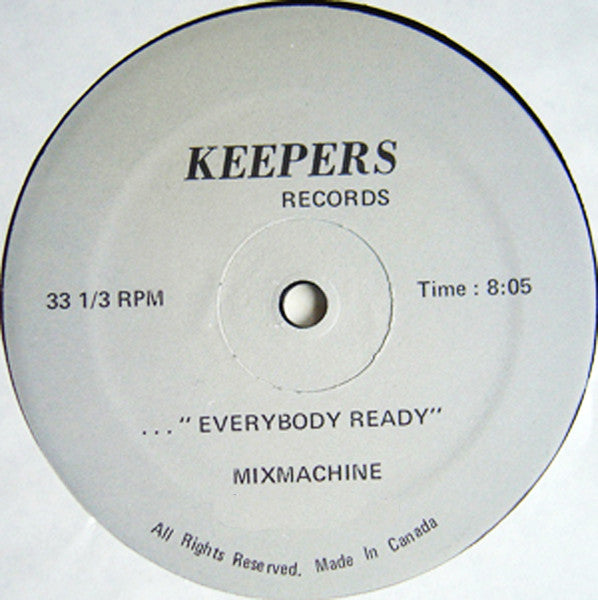 KEEPERS
RECORDS
33 1/3 RPM
Time : 8:05
..." EVERYBODY READY"
MIXMACHINE
All Rights Reserved. Made In Canada